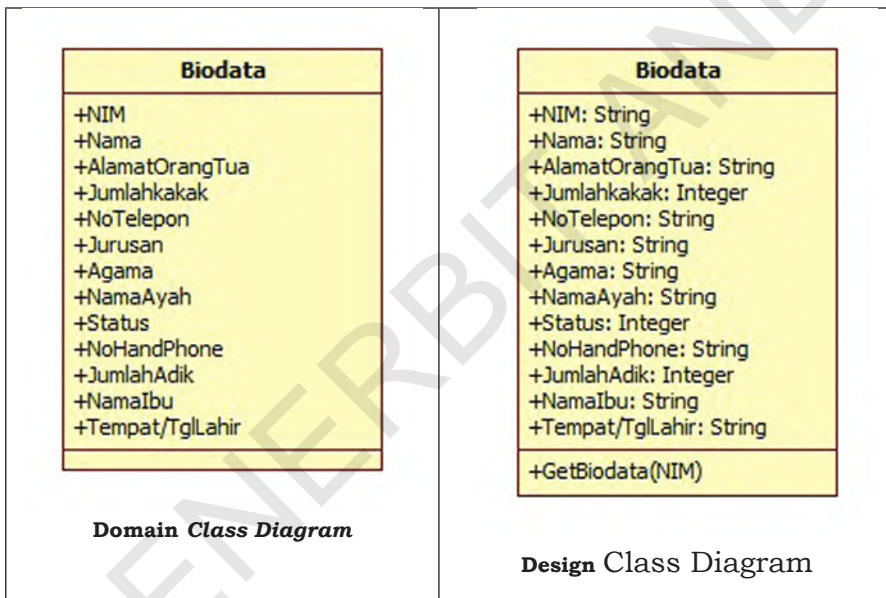 Biodata
+NIM
+Nama
+AlamatOrangTua
+Jumlahkakak
+NoTelepon
+Jurusan
+Agama
+NamaAyah
+Status
+NoHandPhone
+JumlahAdik
+NamaIbu
+Tempat/TglLahir
Domain Class Diagram
Biodata
+NIM: String
+Nama: String
+AlamatOrangTua: String
+Jumlahkakak: Integer
+NoTelepon: String
+Jurusan: String
+Agama: String
+NamaAyah: String
+Status: Integer
+NoHandPhone: String
+JumlahAdik: Integer
+NamaIbu: String
+Tempat/TglLahir: String
+GetBiodata(NIM)
Design Class Diagram
ENERBIT AND